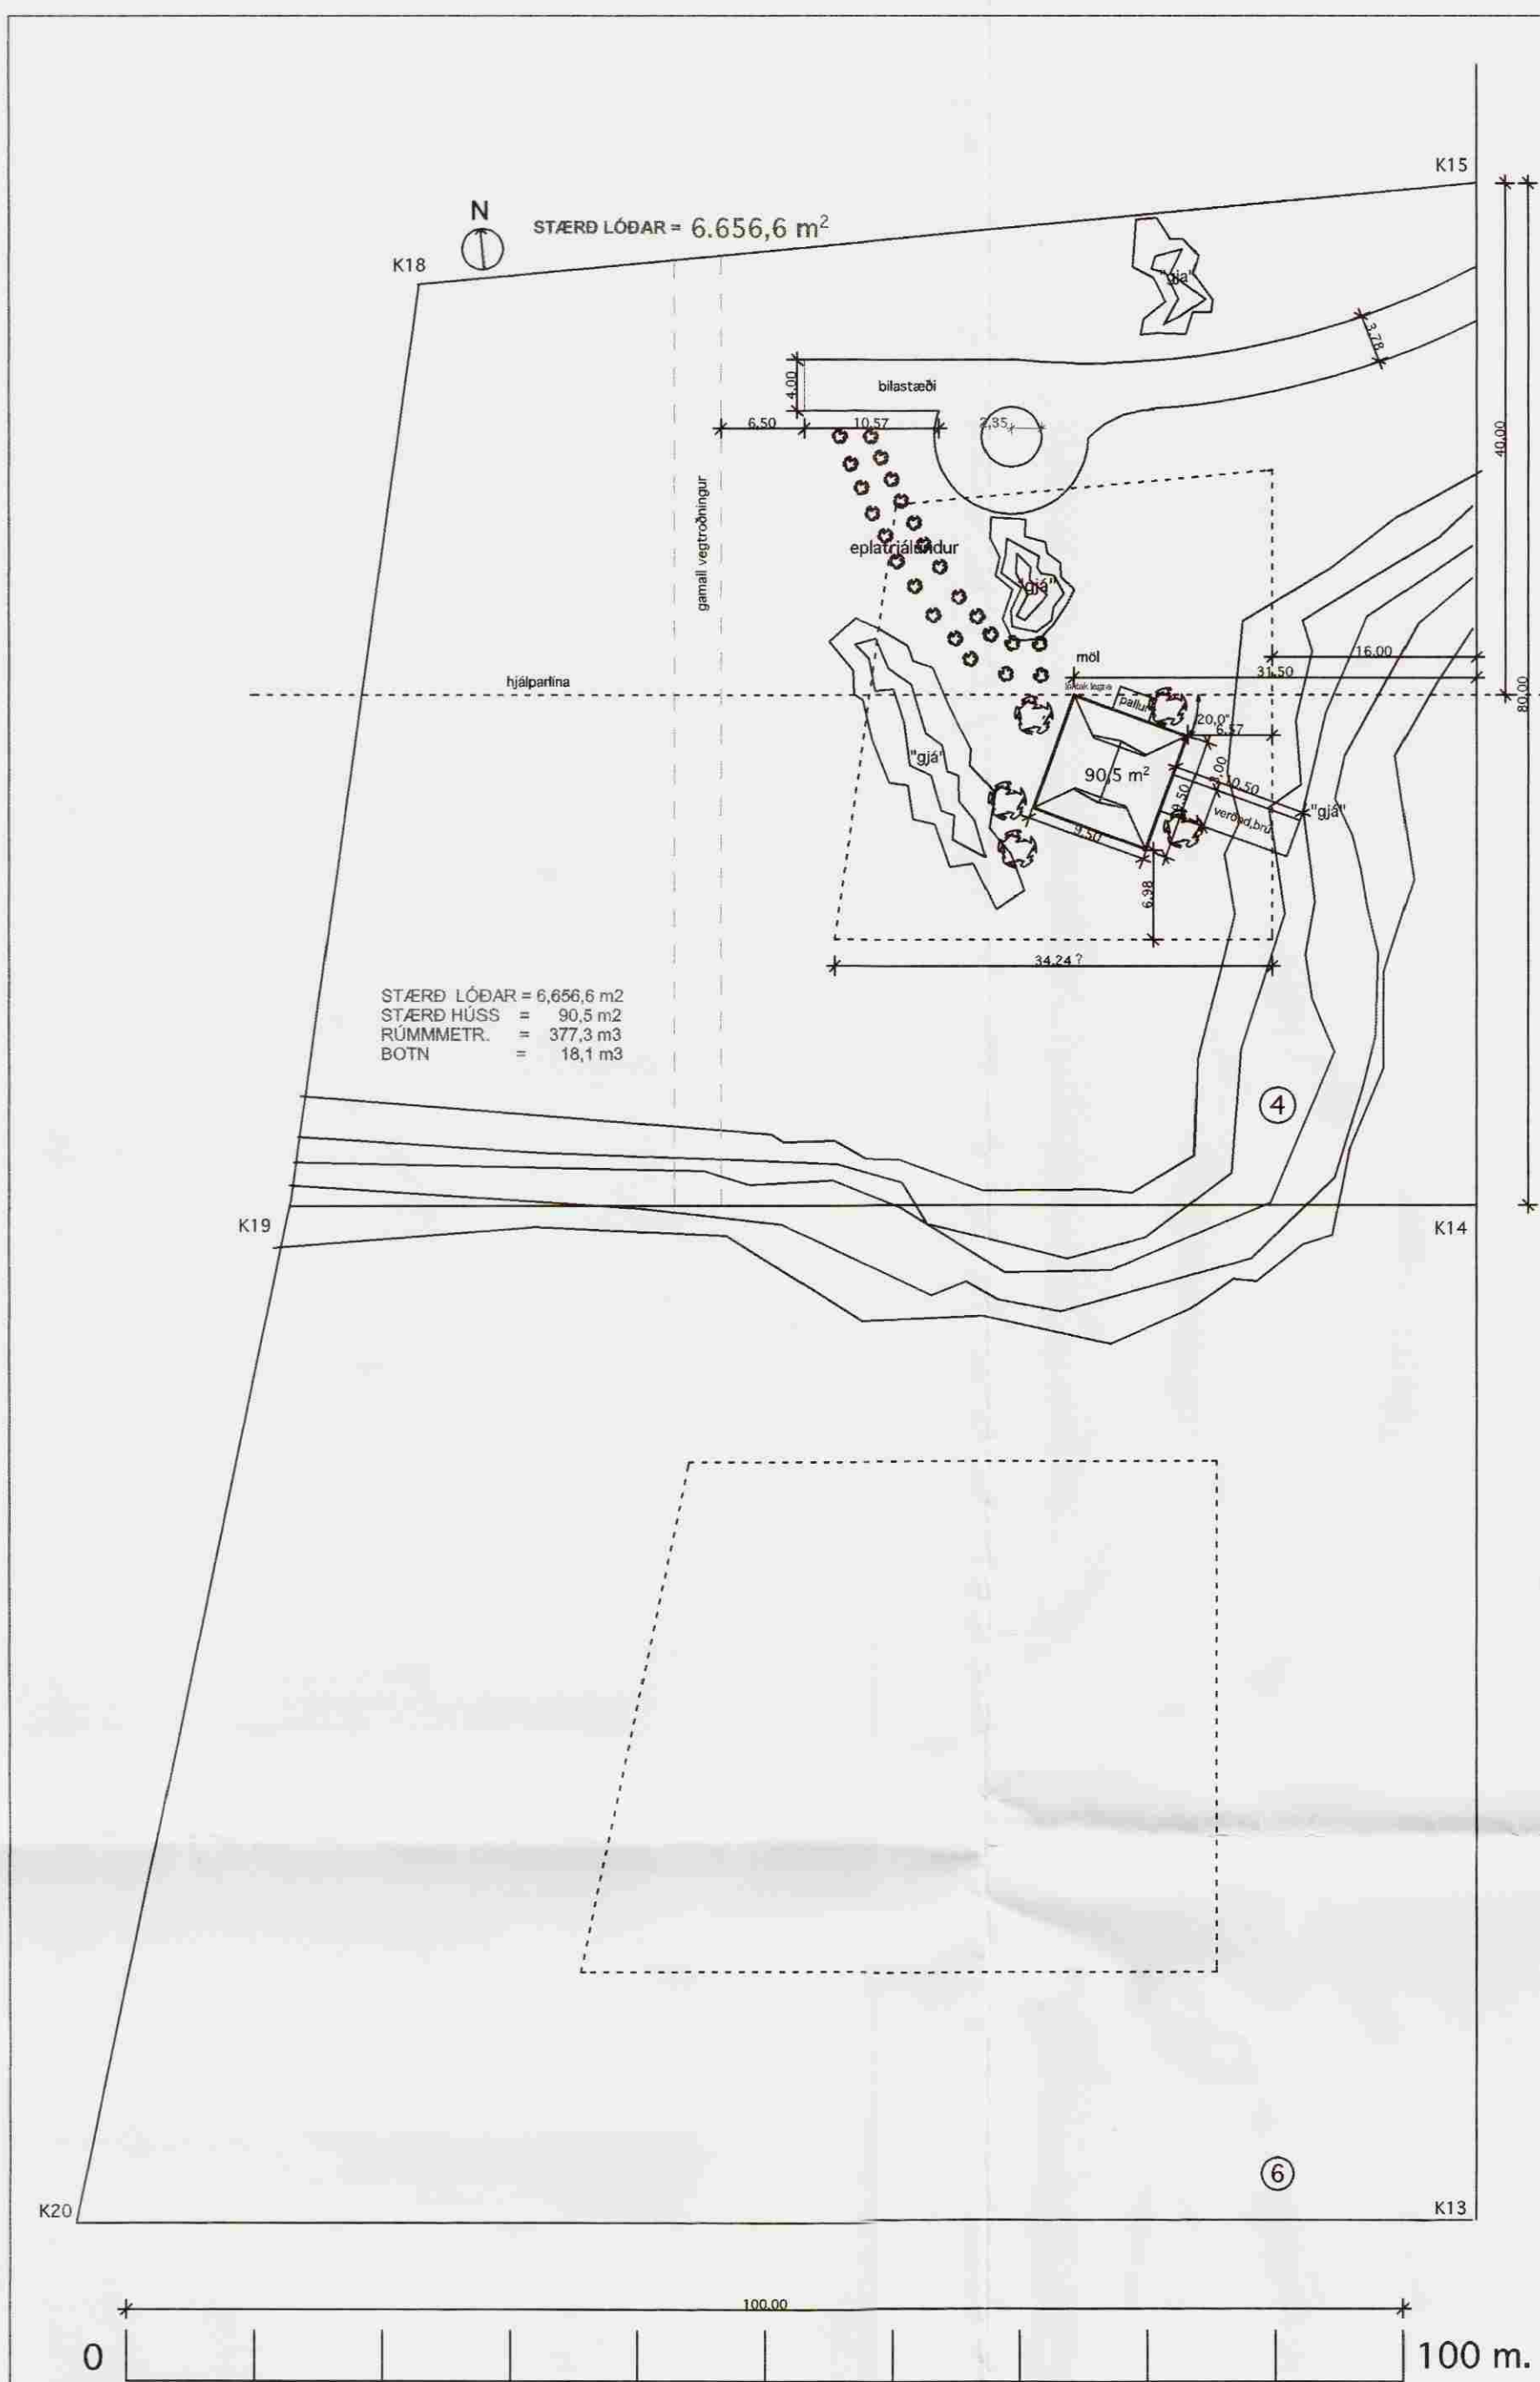 K15
N
STÆRÐ LÓÐAR = 6.656,6 m²
K18
"gja"
3,78
4,00
bilastæði
6,50
10,57
2,35
40,00
gamall vegtroðningur
eplatrjálundur
"gjá"
möl
16,00
31,50
hjálparlína
pallur
20,0°
6,57
80,00
"gjá"
90,5 m²
3,00
10,50
9,50
verönd,brú
"gjá"
9,50
6,98
34,24 ?
STÆRÐ LÓÐAR = 6,656,6 m2
STÆRÐ HÚSS = 90,5 m2
RÚMMMETR. = 377,3 m3
BOTN = 18,1 m3
4
K19
K14
6
K20
K13
100,00
0
100 m.